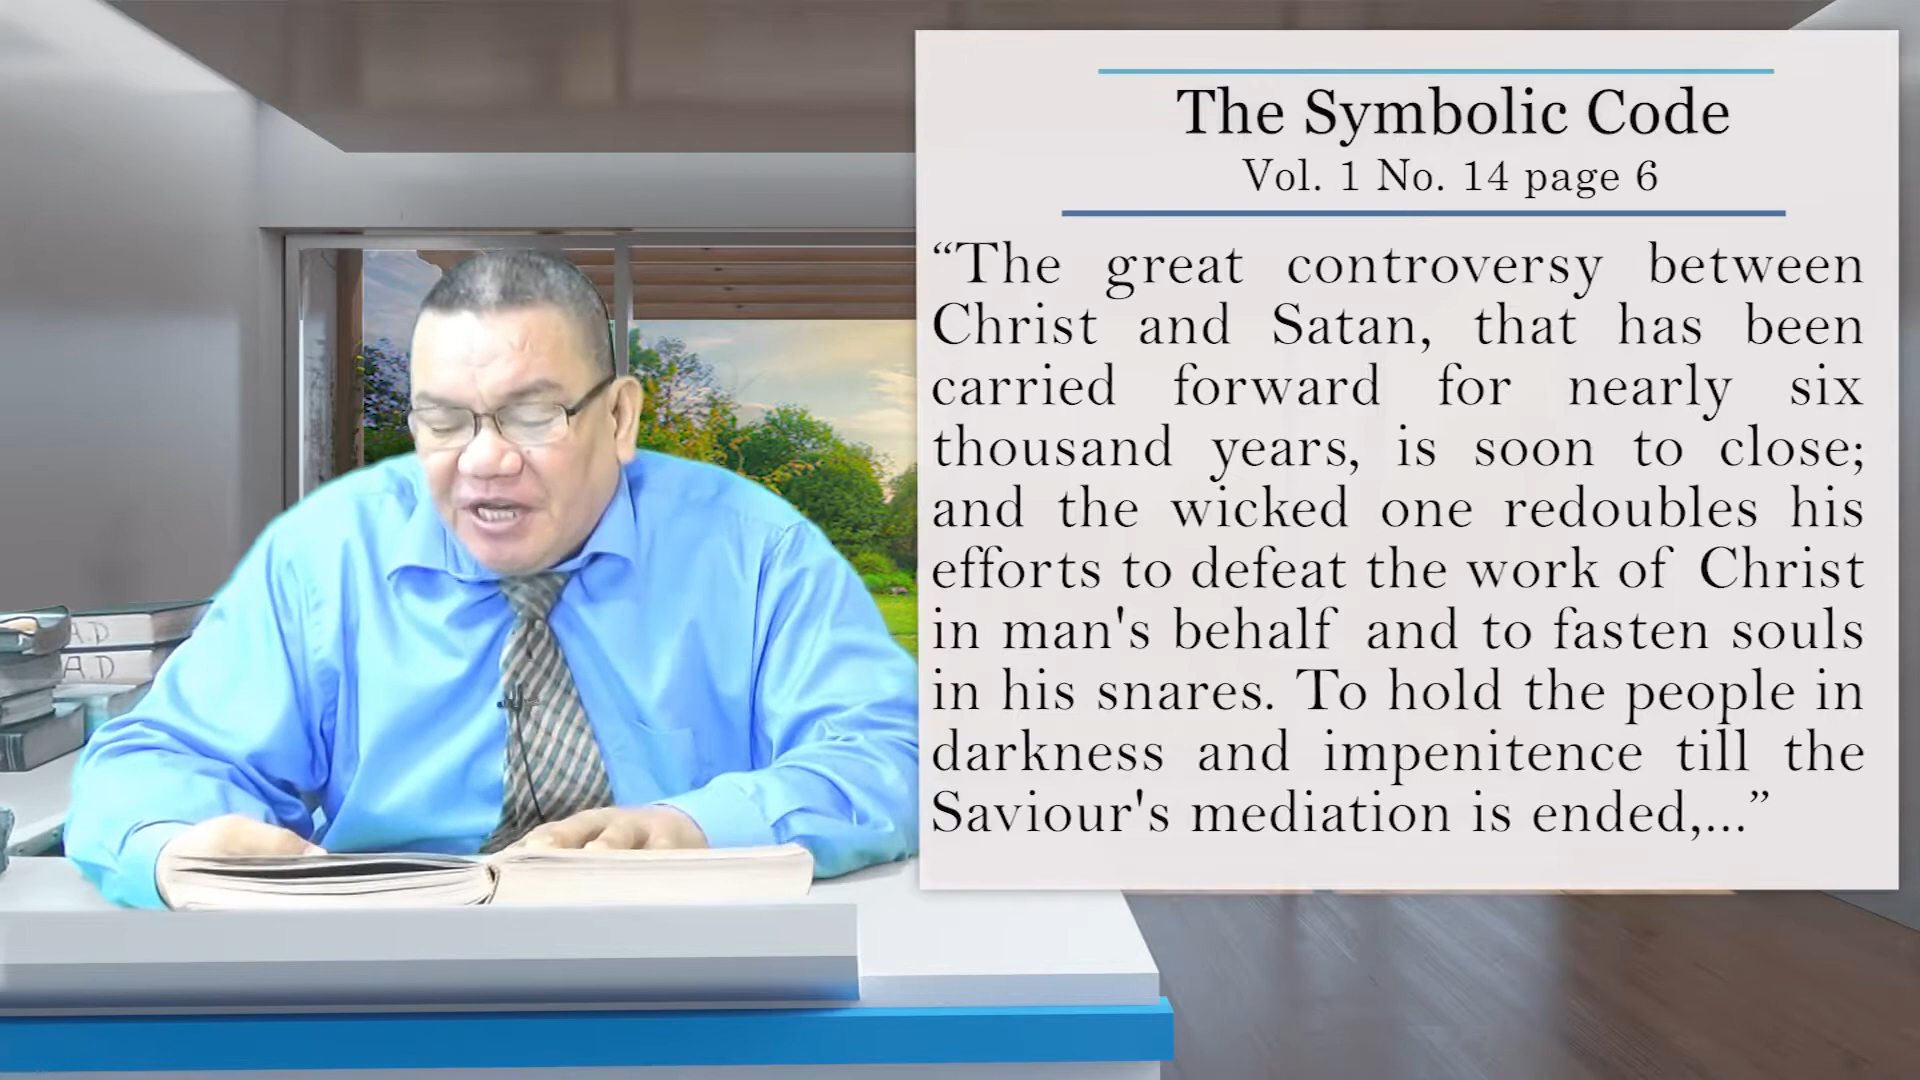 The Symbolic Code
Vol. 1 No. 14 page 6
“The great controversy between
Christ and Satan, that has been
carried forward for nearly six
thousand years, is soon to close;
and the wicked one redoubles his
efforts to defeat the work of Christ
in man's behalf and to fasten souls
in his snares. To hold the people in
darkness and impenitence till the
Saviour's mediation is ended,...”
A.D
AD